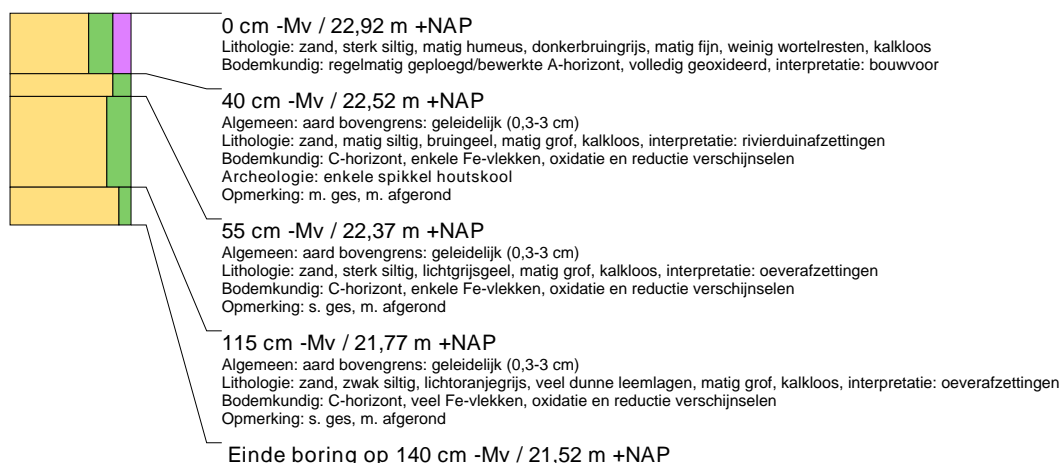 0 cm -Mv / 22,92 m +NAP
Lithologie: zand, sterk siltig, matig humeus, donkerbruingrijs, matig fijn, weinig wortelresten, kalkloos
Bodemkundig: regelmatig geploegd/bewerkte A-horizont, volledig geoxideerd, interpretatie: bouwvoor
40 cm -Mv / 22,52 m +NAP
Algemeen: aard bovengrens: geleidelijk (0,3-3 cm)
Lithologie: zand, matig siltig, bruingeel, matig grof, kalkloos, interpretatie: rivierduinafzettingen
Bodemkundig: C-horizont, enkele Fe-vlekken, oxidatie en reductie verschijnselen
Archeologie: enkele spikkel houtskool
Opmerking: m. ges, m. afgerond
55 cm -Mv / 22,37 m +NAP
Algemeen: aard bovengrens: geleidelijk (0,3-3 cm)
Lithologie: zand, sterk siltig, lichtgrijsgeel, matig grof, kalkloos, interpretatie: oeverafzettingen
Bodemkundig: C-horizont, enkele Fe-vlekken, oxidatie en reductie verschijnselen
Opmerking: s. ges, m. afgerond
115 cm -Mv / 21,77 m +NAP
Algemeen: aard bovengrens: geleidelijk (0,3-3 cm)
Lithologie: zand, zwak siltig, lichtoranjegrijs, veel dunne leemlagen, matig grof, kalkloos, interpretatie: oeverafzettingen
Bodemkundig: C-horizont, veel Fe-vlekken, oxidatie en reductie verschijnselen
Opmerking: s. ges, m. afgerond
Einde boring op 140 cm -Mv / 21,52 m +NAP